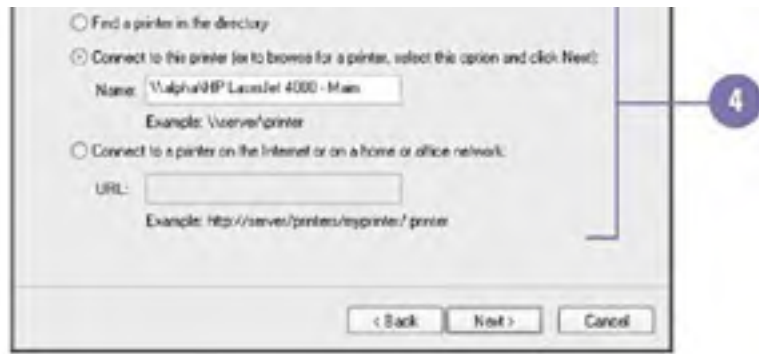 Find a printer in the directory
Connect to this printer (or to browse for a printer, select this option and click Next):
Name: \\alpha\HP LaserJet 4000 - Main
Example: \\server\printer
4
Connect to a printer on the Internet or on a home or office network:
URL:
Example: http://server/printers/myprinter/.printer
< Back Next > Cancel